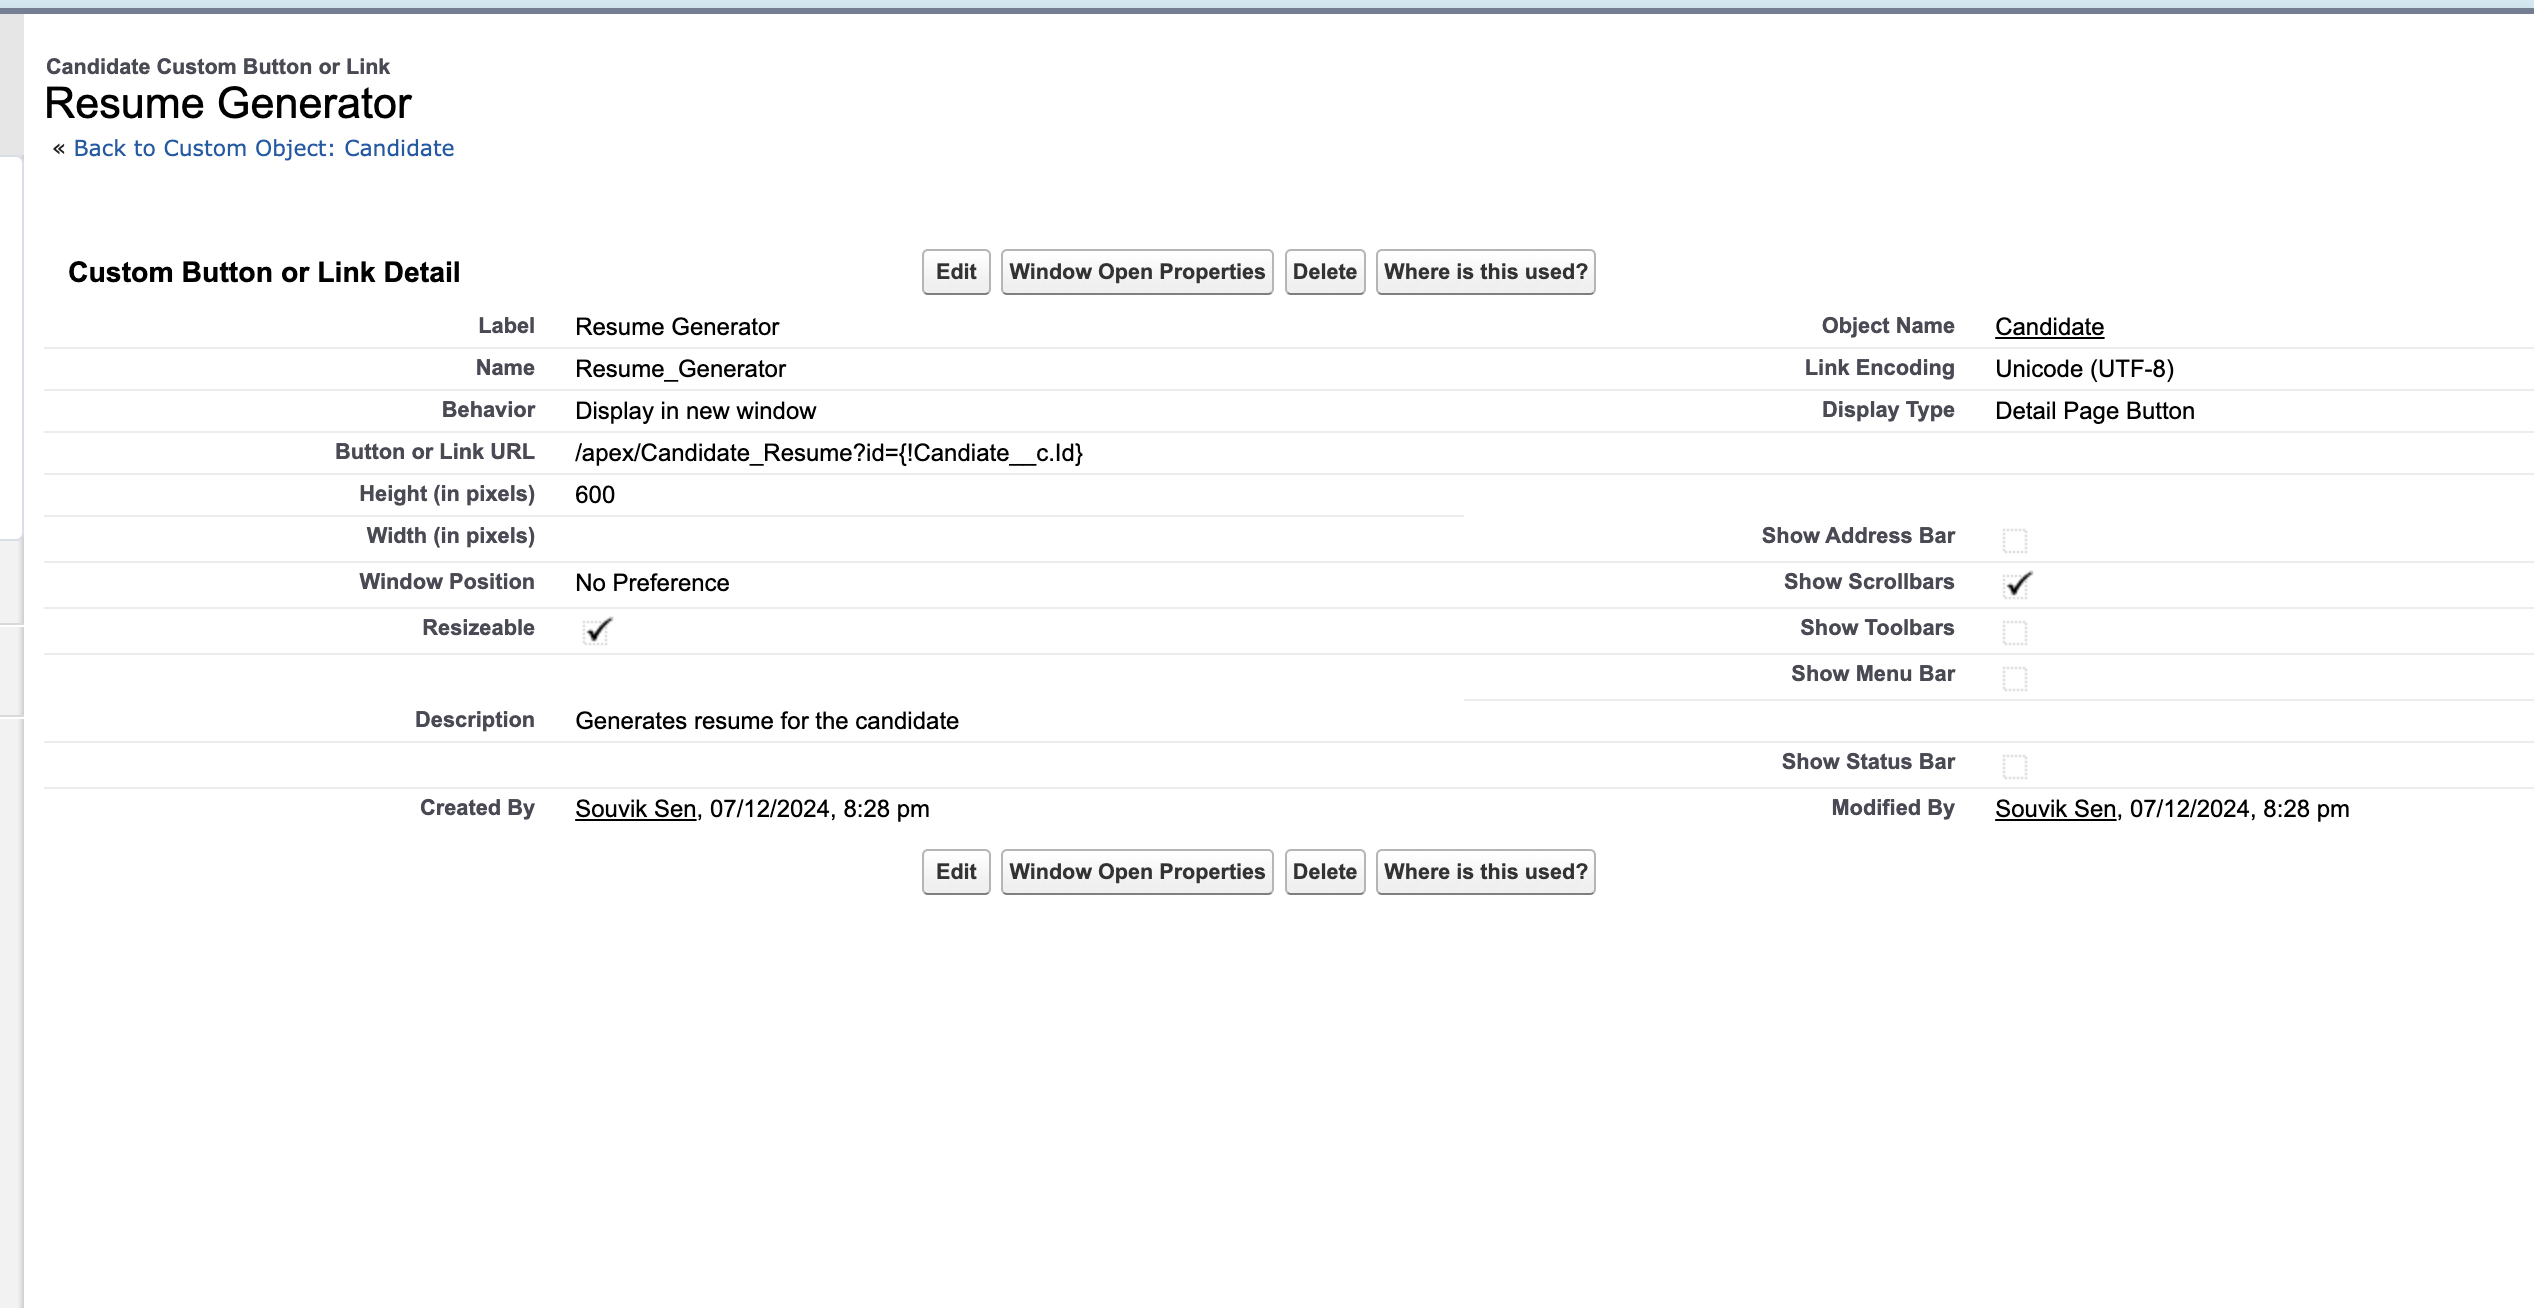 Candidate Custom Button or Link
Resume Generator
« Back to Custom Object: Candidate
Custom Button or Link Detail
Edit Window Open Properties Delete Where is this used?
Label Resume Generator Object Name Candidate
Name Resume_Generator Link Encoding Unicode (UTF-8)
Behavior Display in new window Display Type Detail Page Button
Button or Link URL /apex/Candidate_Resume?id={!Candiate__c.Id}
Height (in pixels) 600
Width (in pixels) Show Address Bar
Window Position No Preference Show Scrollbars
Resizeable Show Toolbars
Show Menu Bar
Description Generates resume for the candidate
Show Status Bar
Created By Souvik Sen, 07/12/2024, 8:28 pm Modified By Souvik Sen, 07/12/2024, 8:28 pm
Edit Window Open Properties Delete Where is this used?